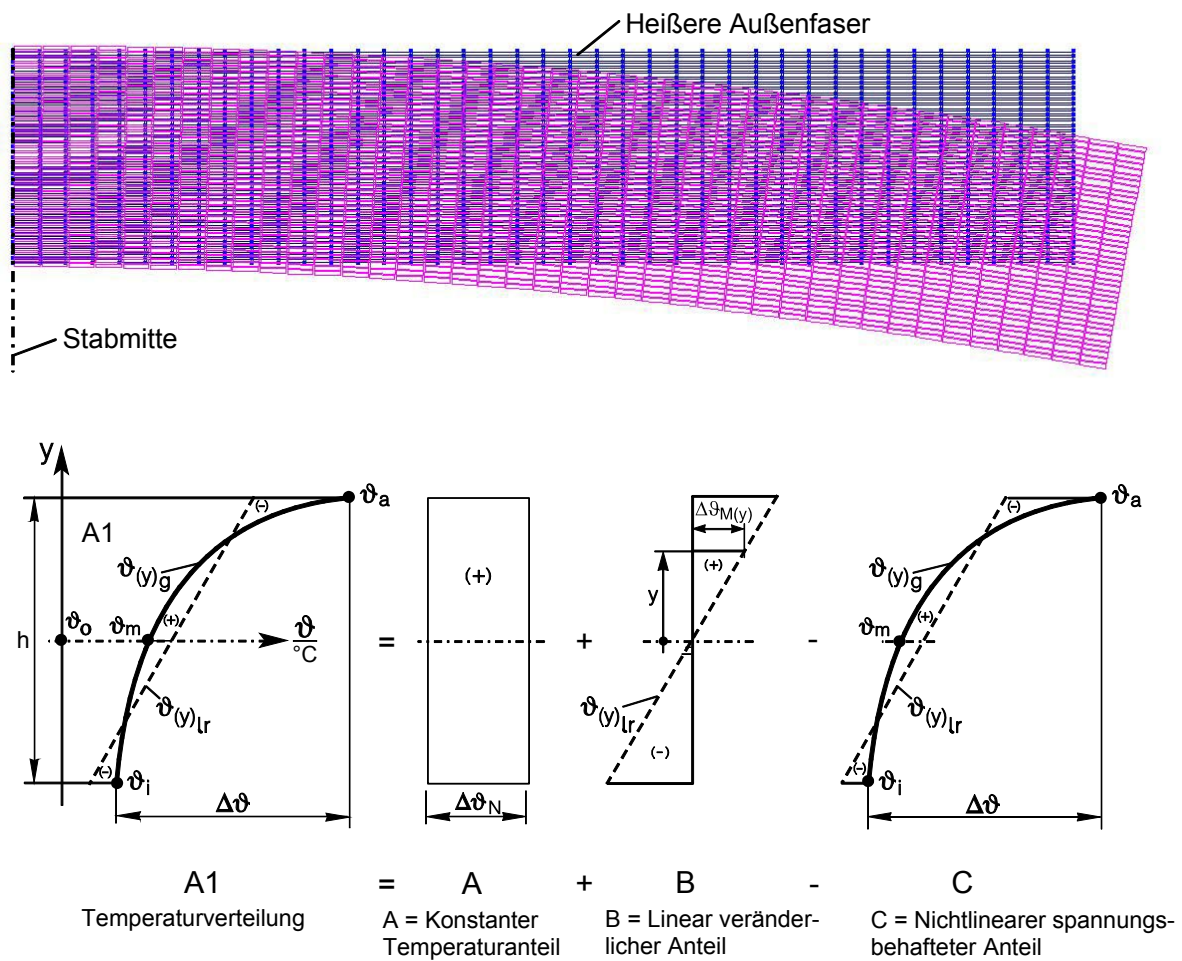 Heißere Außenfaser
Stabmitte
y
ϑa
A1
ϑ(y)g
ϑo
ϑm
(+)
(-)
ϑ
°C
h
ϑ(y)lr
(-)
ϑi
Δϑ
=
(+)
ΔϑN
+
ΔϑM(y)
(+)
y
ϑ(y)lr
(-)
-
(-)
ϑa
ϑ(y)g
ϑm
(+)
ϑ(y)lr
(-)
ϑi
Δϑ
A1 = A + B - C
Temperaturverteilung
A = Konstanter
Temperaturanteil
B = Linear veränder-
licher Anteil
C = Nichtlinearer spannungs-
behafteter Anteil